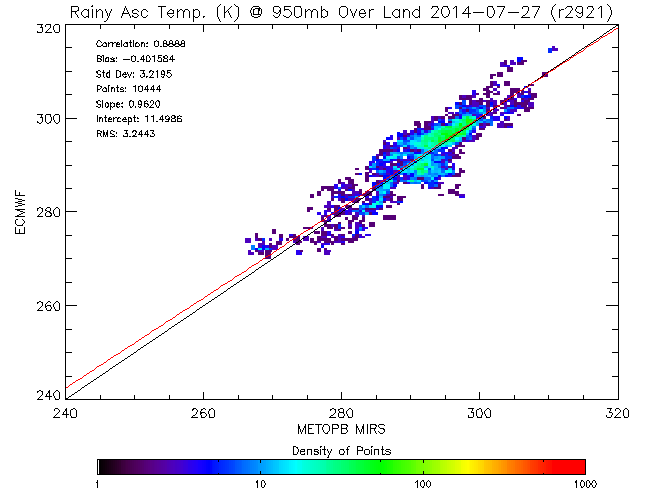 Rainy Asc Temp. (K) @ 950mb Over Land 2014-07-27 (r2921)
Correlation: 0.8888
Bias: -0.401584
Std Dev: 3.2195
Points: 10444
Slope: 0.9620
Intercept: 11.4986
RMS: 3.2443
320
300
280
260
240
ECMWF
240 260 280 300 320
METOPB MIRS
Density of Points
1 10 100 1000